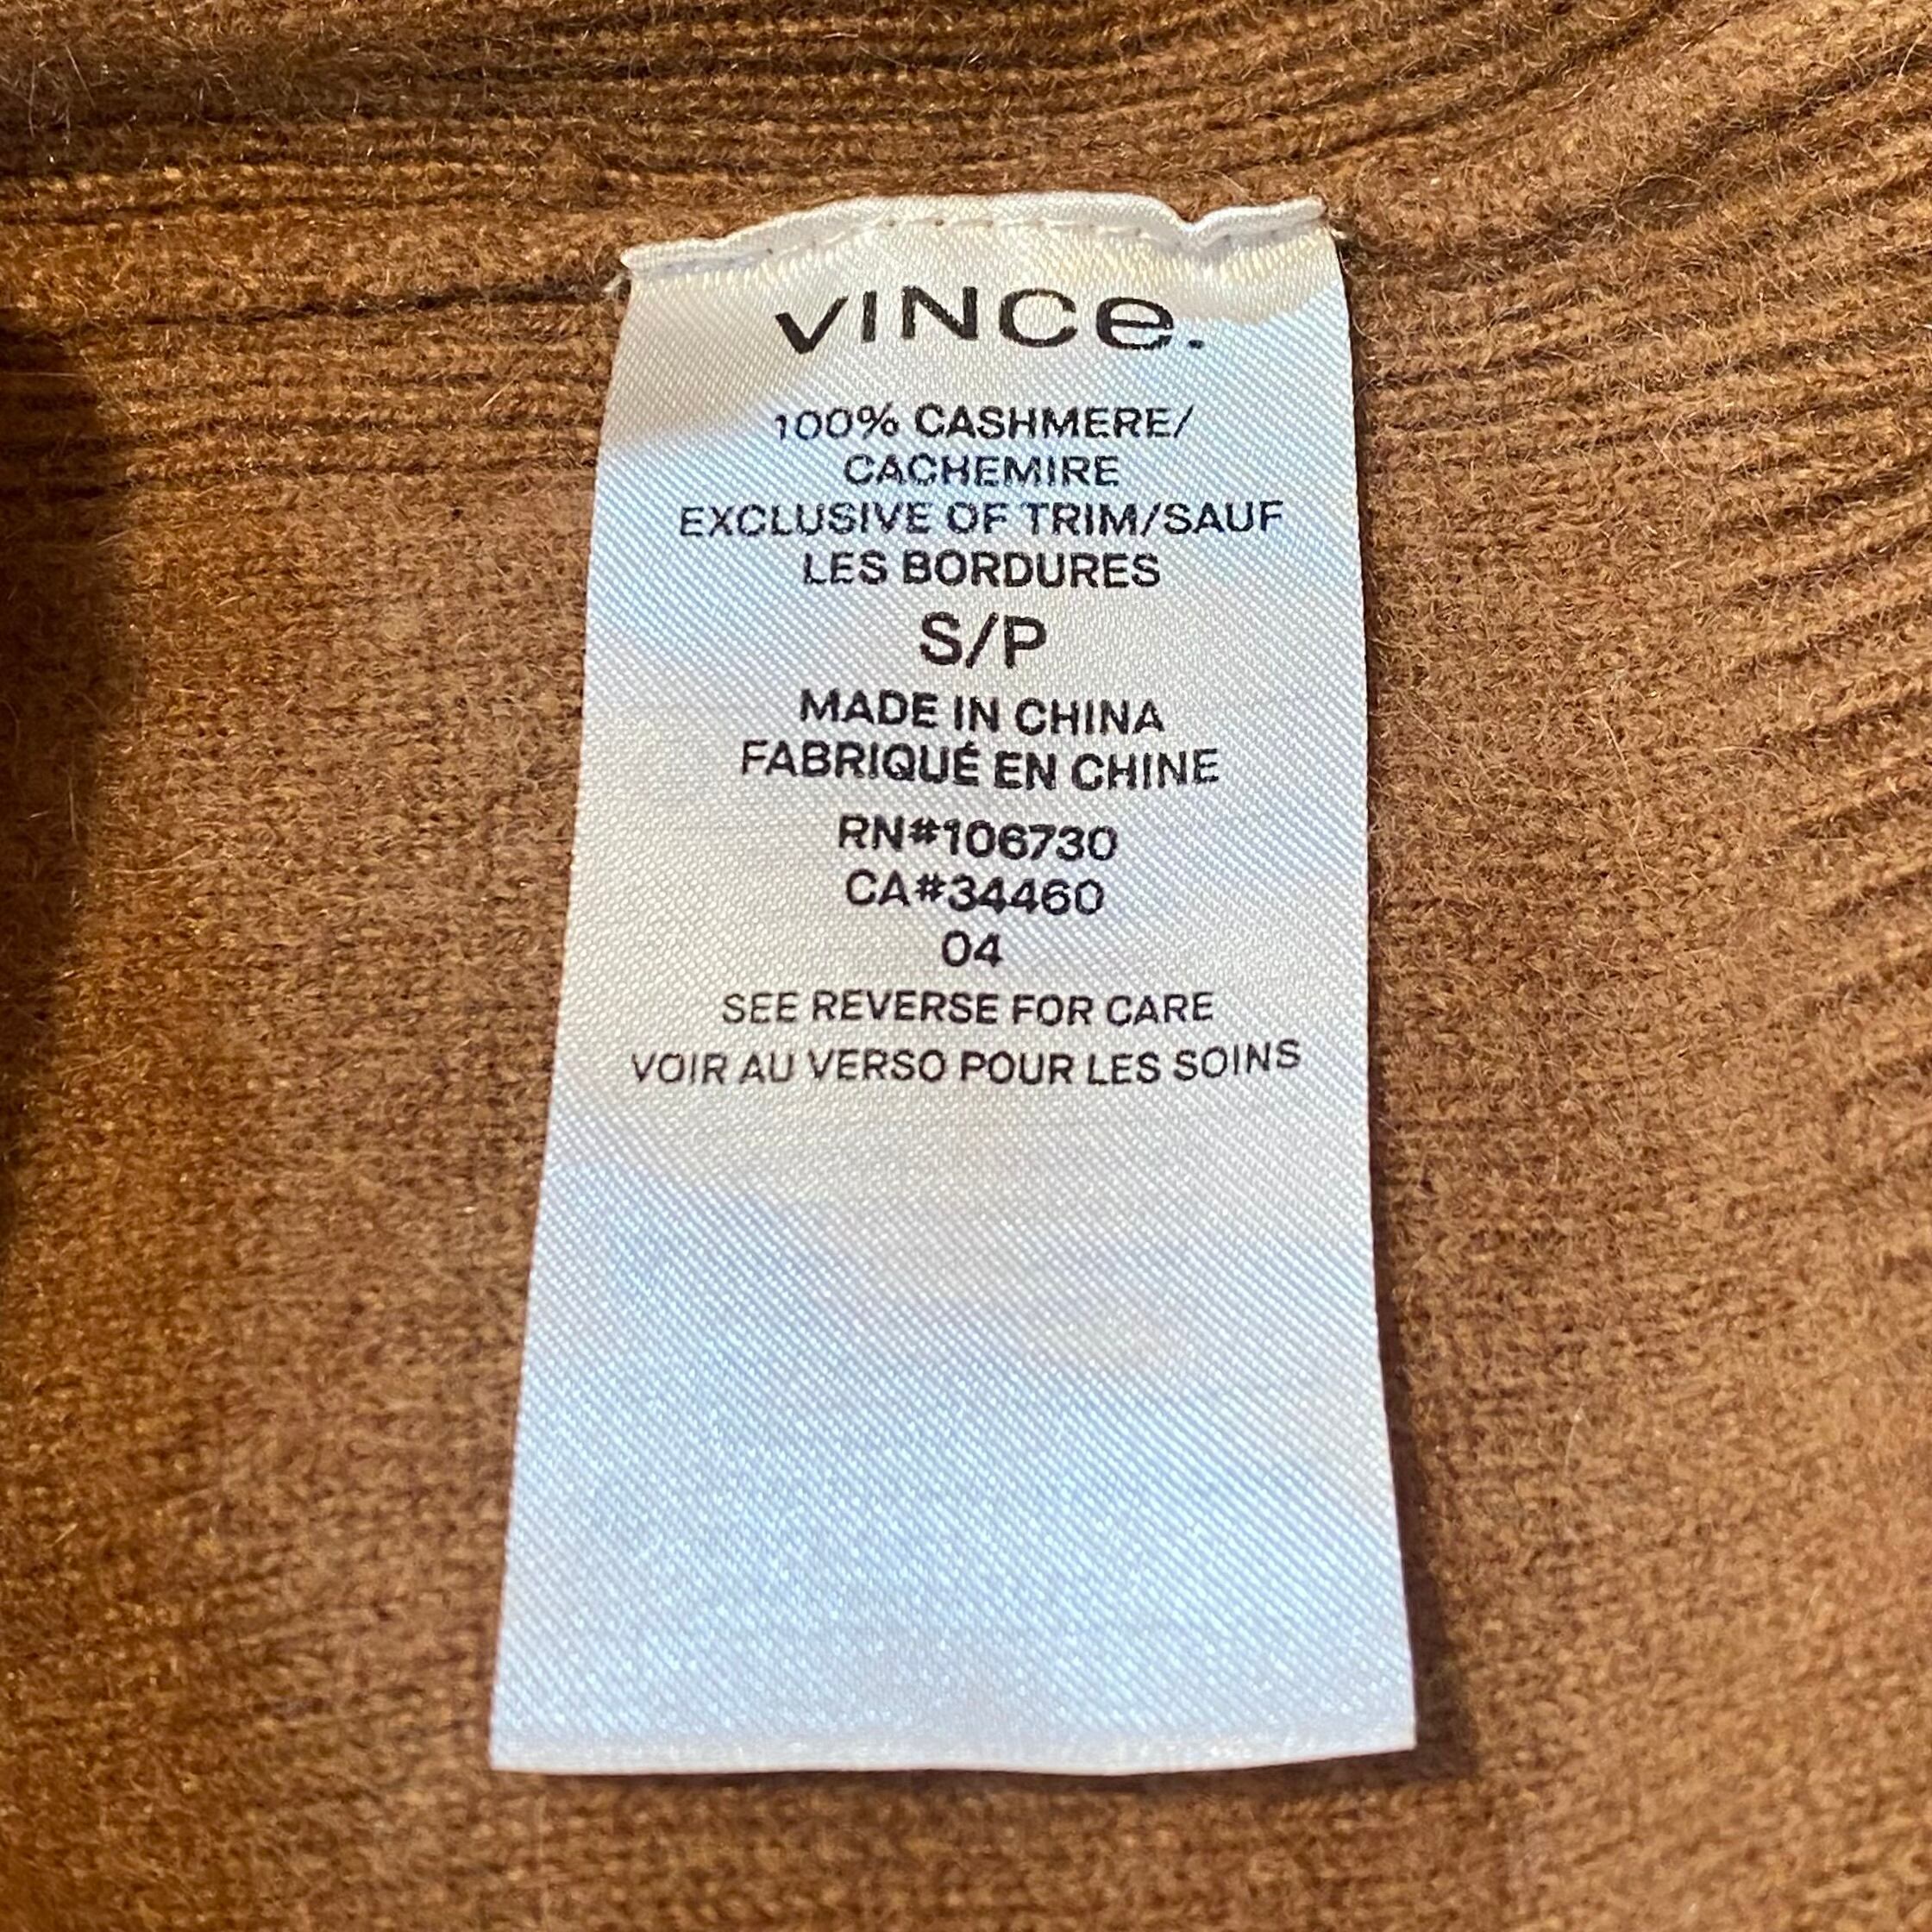 VINCe.
100% CASHMERE/
CACHEMIRE
EXCLUSIVE OF TRIM/SAUF
LES BORDURES
S/P
MADE IN CHINA
FABRIQUÉ EN CHINE
RN#106730
CA#34460
04
SEE REVERSE FOR CARE
VOIR AU VERSO POUR LES SOINS